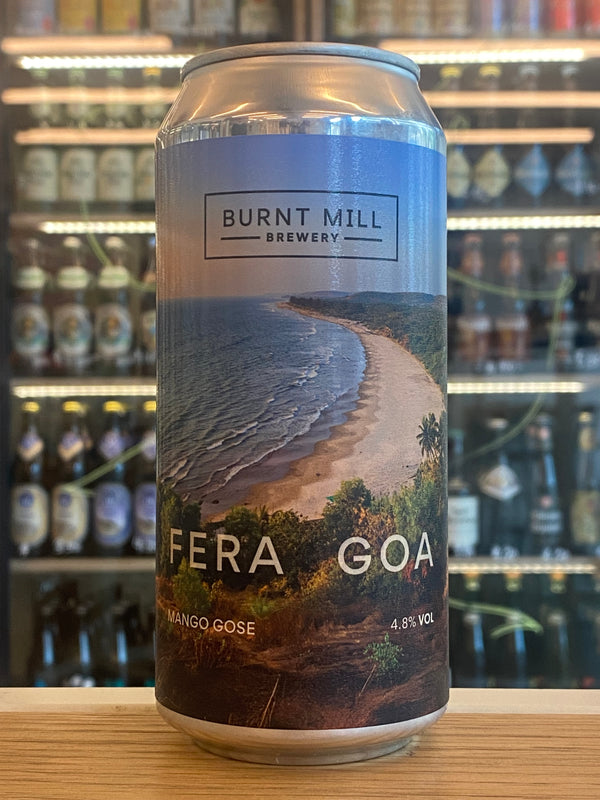 BURNT MILL
BREWERY
FERA GOA
MANGO GOSE
4.8% VOL